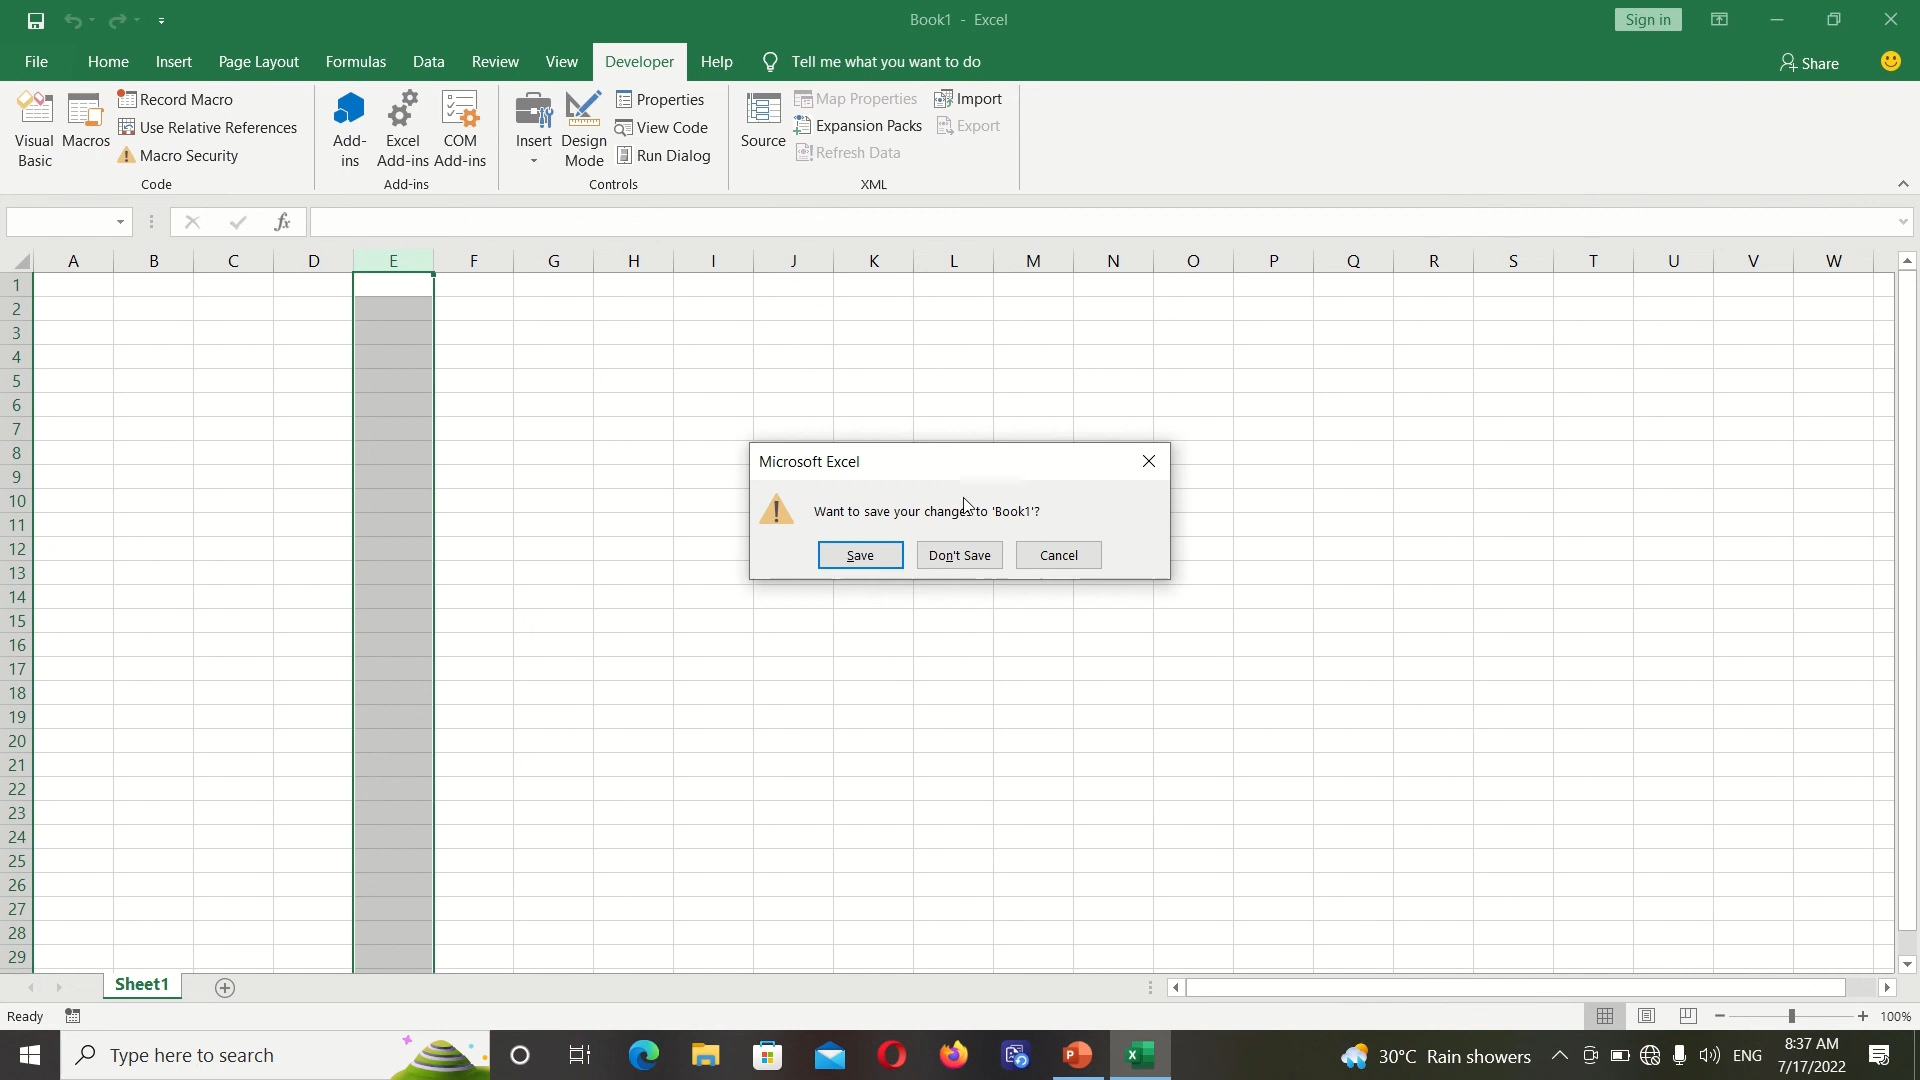 Book1 - Excel
Sign in
File Home Insert Page Layout Formulas Data Review View Developer Help Tell me what you want to do Share
Visual Basic
Macros
Record Macro
Use Relative References
Macro Security
Code
Add-ins
Excel Add-ins
COM Add-ins
Add-ins
Insert
Design Mode
Properties
View Code
Run Dialog
Controls
Source
Map Properties
Expansion Packs
Refresh Data
Import
Export
XML
fx
A B C D E F G H I J K L M N O P Q R S T U V W
1
2
3
4
5
6
7
8
9
10
11
12
13
14
15
16
17
18
19
20
21
22
23
24
25
26
27
28
29
Microsoft Excel
Want to save your changes to 'Book1'?
Save Don't Save Cancel
Sheet1
Ready
100%
Type here to search
30°C Rain showers
ENG
8:37 AM
7/17/2022